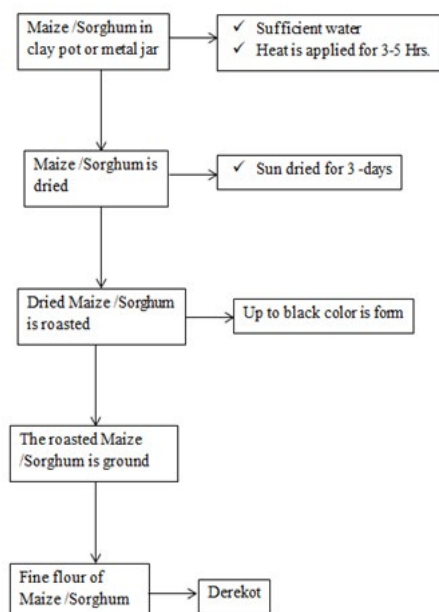 Maize /Sorghum in
clay pot or metal jar
✓ Sufficient water
✓ Heat is applied for 3-5 Hrs.
Maize /Sorghum is
dried
✓ Sun dried for 3 -days
Dried Maize /Sorghum
is roasted
Up to black color is form
The roasted Maize
/Sorghum is ground
Fine flour of
Maize /Sorghum
Derekot